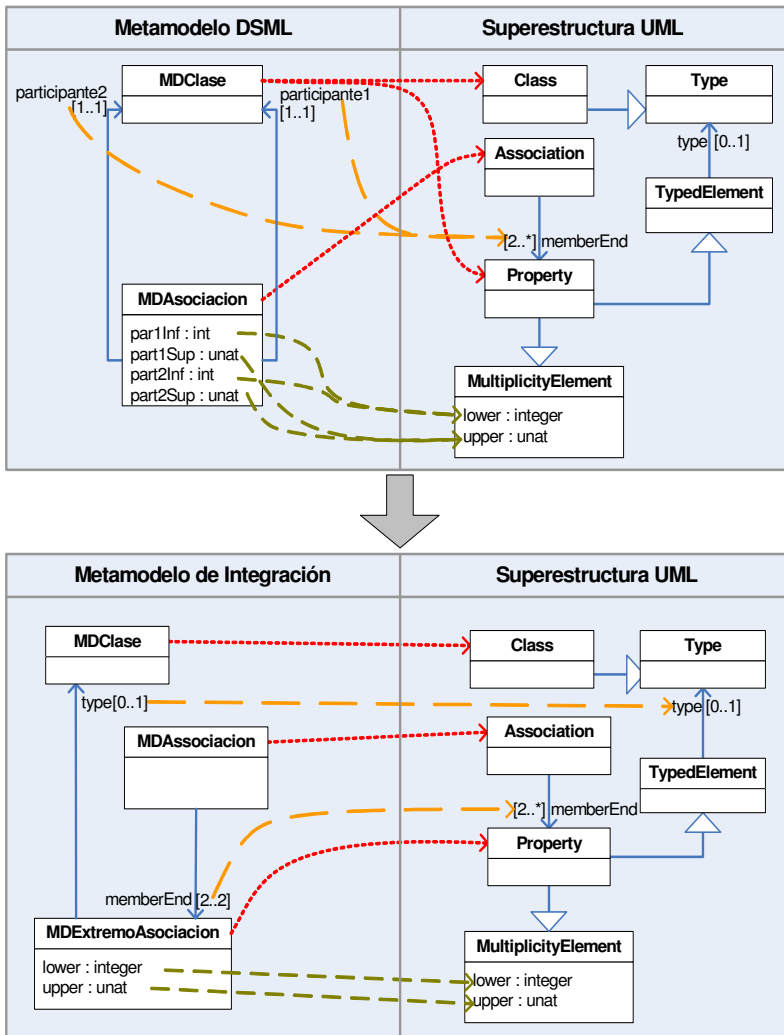 Metamodelo DSML
Superestructura UML
MDClase
Class
Type
participante2
[1..1]
participante1
[1..1]
type [0..1]
Association
TypedElement
[2..*] memberEnd
Property
MDAsociacion
par1Inf : int
part1Sup : unat
part2Inf : int
part2Sup : unat
MultiplicityElement
lower : integer
upper : unat
Metamodelo de Integración
Superestructura UML
MDClase
Class
Type
type[0..1]
type [0..1]
MDAssociacion
Association
TypedElement
[2..*] memberEnd
Property
memberEnd [2..2]
MDExtremoAsociacion
lower : integer
upper : unat
MultiplicityElement
lower : integer
upper : unat